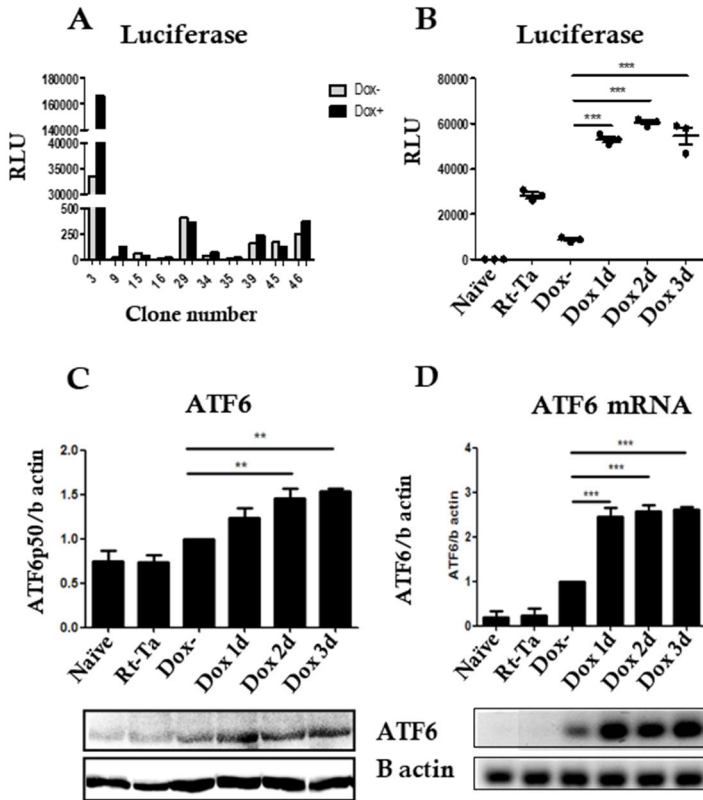 A
Luciferase
RLU
180000
160000
140000
40000
35000
30000
500
250
0
3 9 15 16 29 34 35 39 45 46
Clone number
Dox-
Dox+
B
Luciferase
RLU
80000
60000
40000
20000
0
***
***
***
Naïve Rt-Ta Dox- Dox 1d Dox 2d Dox 3d
C
ATF6
ATF6p50/b actin
2.0
1.5
1.0
0.5
0.0
**
**
Naïve Rt-Ta Dox- Dox 1d Dox 2d Dox 3d
D
ATF6 mRNA
ATF6/b actin
ATF6/b actin
4
3
2
1
0
***
***
***
Naïve Rt-Ta Dox- Dox 1d Dox 2d Dox 3d
ATF6
B actin